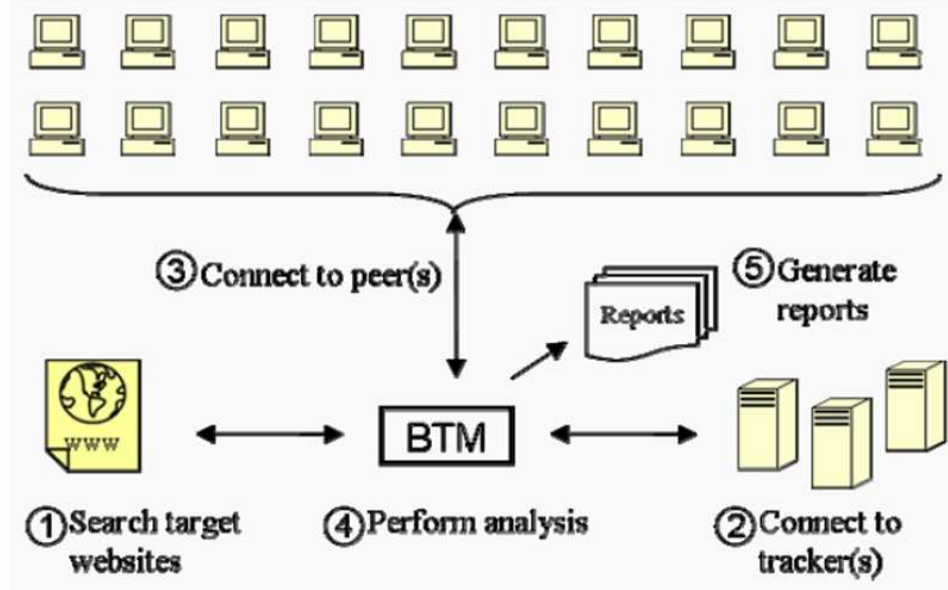 ③Connect to peer(s)
⑤Generate
reports
Reports
WWW
BTM
①Search target
websites
④Perform analysis
②Connect to
tracker(s)